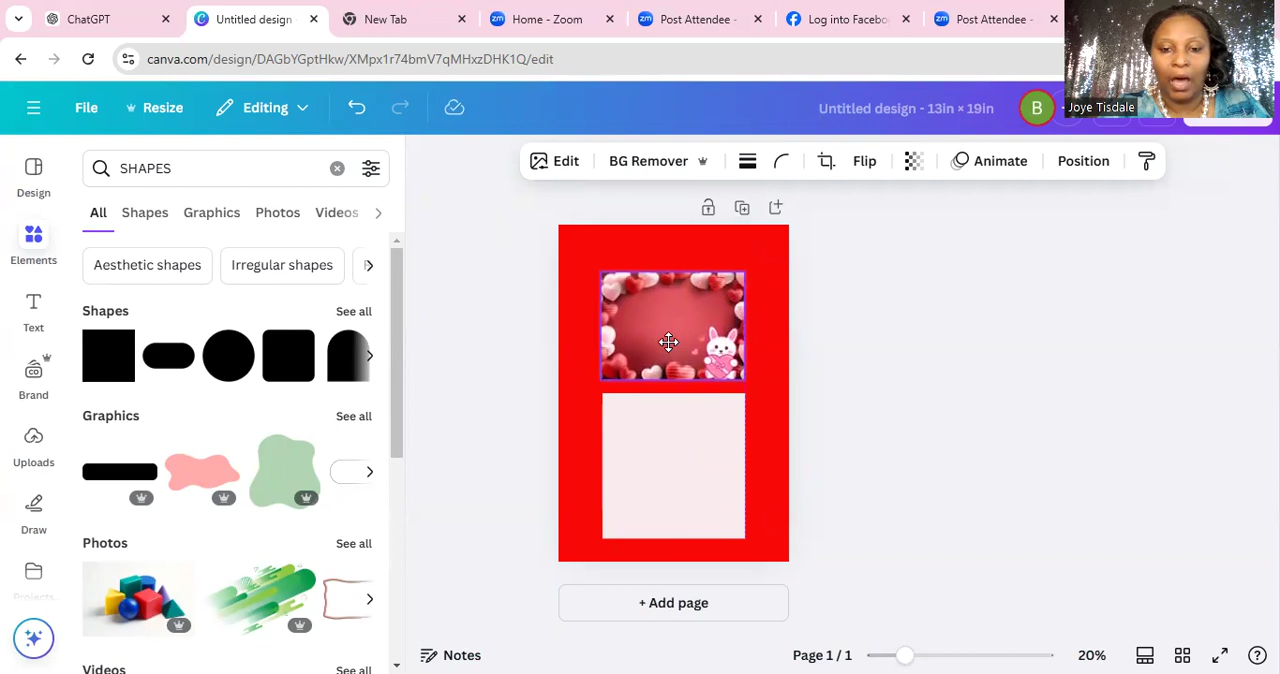 ChatGPT
Untitled design
New Tab
Home - Zoom
Post Attendee -
Log into Facebo
Post Attendee -
canva.com/design/DAGbYGptHkw/XMpx1r74bmV7qMHxzDHK1Q/edit
Joye Tisdale
File
Resize
Editing
Untitled design - 13in × 19in
B
SHAPES
Edit
BG Remover
Flip
Animate
Position
Design
Elements
Text
Brand
Uploads
Draw
Projects
All
Shapes
Graphics
Photos
Videos
Aesthetic shapes
Irregular shapes
Shapes
See all
Graphics
See all
Photos
See all
Videos
See all
+ Add page
Notes
Page 1 / 1
20%